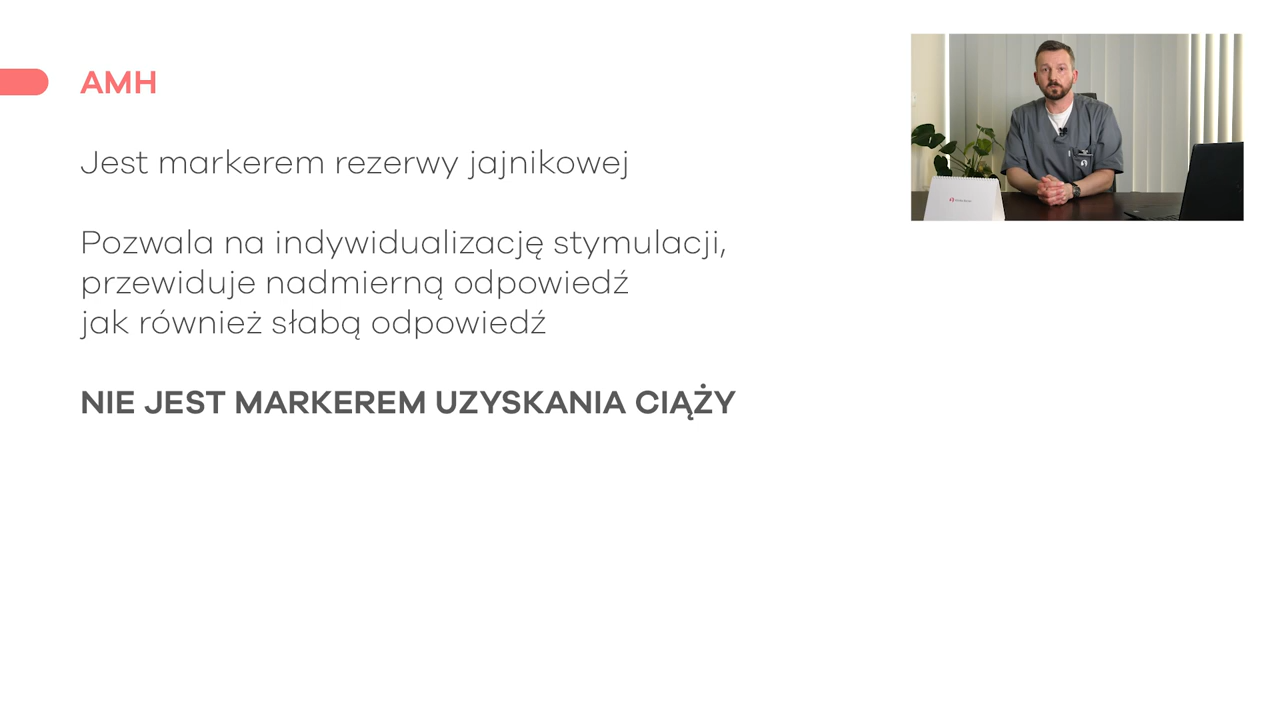 AMH
Jest markerem rezerwy jajnikowej
Pozwala na indywidualizację stymulacji,
przewiduje nadmierną odpowiedź
jak również słabą odpowiedź
NIE JEST MARKEREM UZYSKANIA CIĄŻY